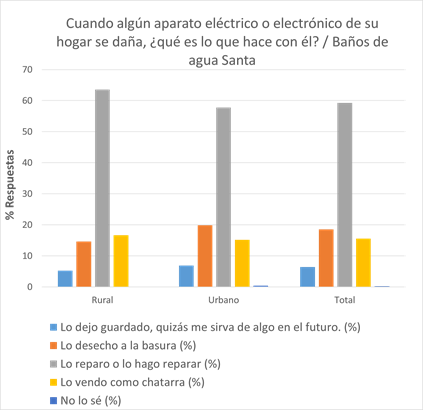 Cuando algún aparato eléctrico o electrónico de su
hogar se daña, ¿qué es lo que hace con él? / Baños de
agua Santa
% Respuestas
70
60
50
40
30
20
10
0
Rural
Urbano
Total
Lo dejo guardado, quizás me sirva de algo en el futuro. (%)
Lo desecho a la basura (%)
Lo reparo o lo hago reparar (%)
Lo vendo como chatarra (%)
No lo sé (%)